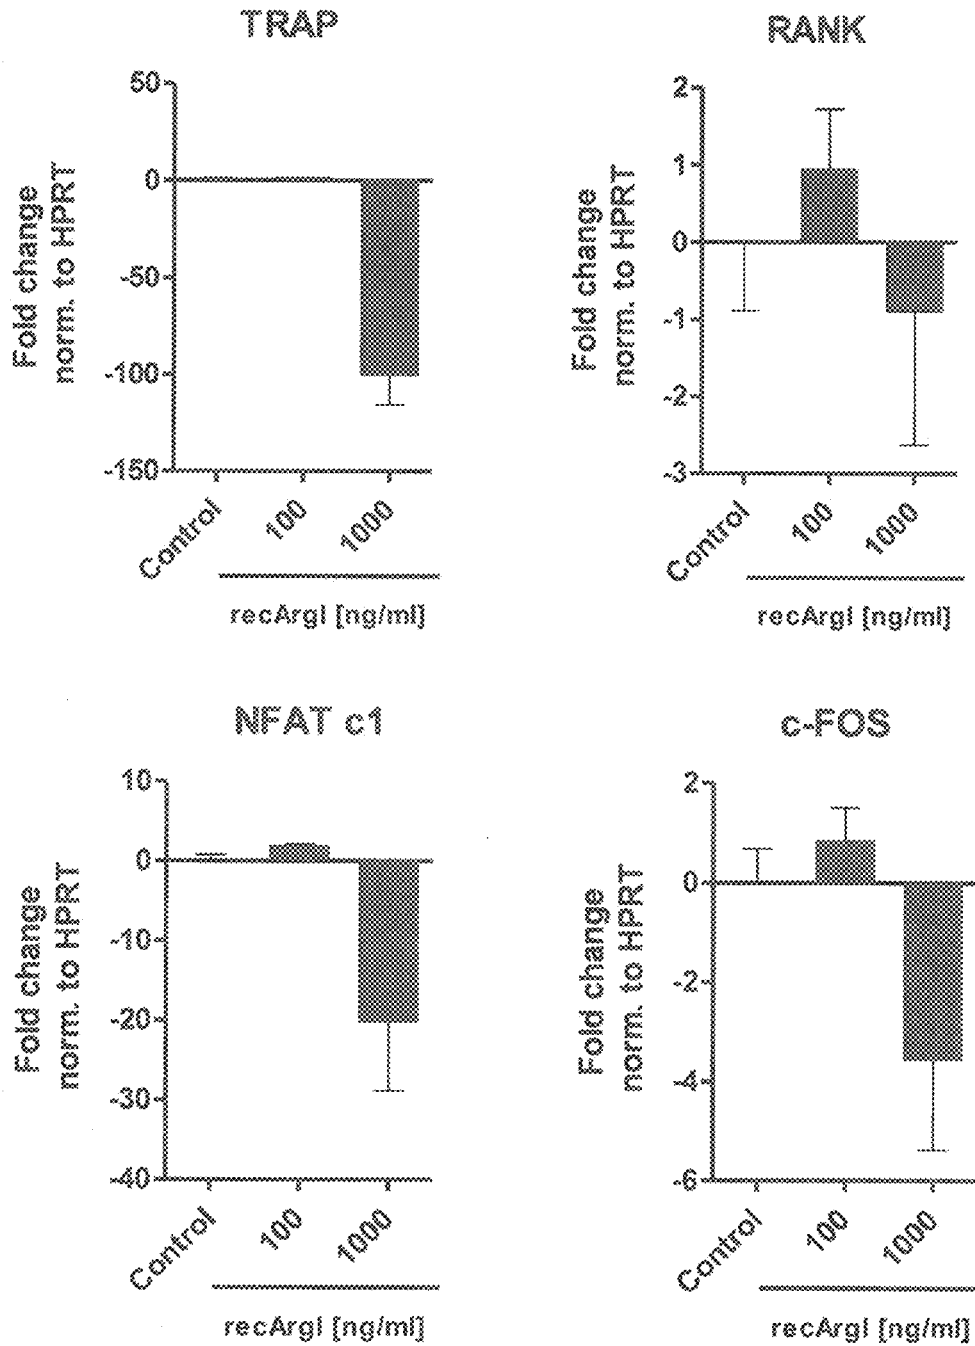 TRAP
Fold change
norm. to HPRT
50
0
-50
-100
-150
Control
100
1000
recArgI [ng/ml]
RANK
Fold change
norm. to HPRT
2
1
0
-1
-2
-3
Control
100
1000
recArgI [ng/ml]
NFAT c1
Fold change
norm. to HPRT
10
0
-10
-20
-30
-40
Control
100
1000
recArgI [ng/ml]
c-FOS
Fold change
norm. to HPRT
2
0
-2
-4
-6
Control
100
1000
recArgI [ng/ml]